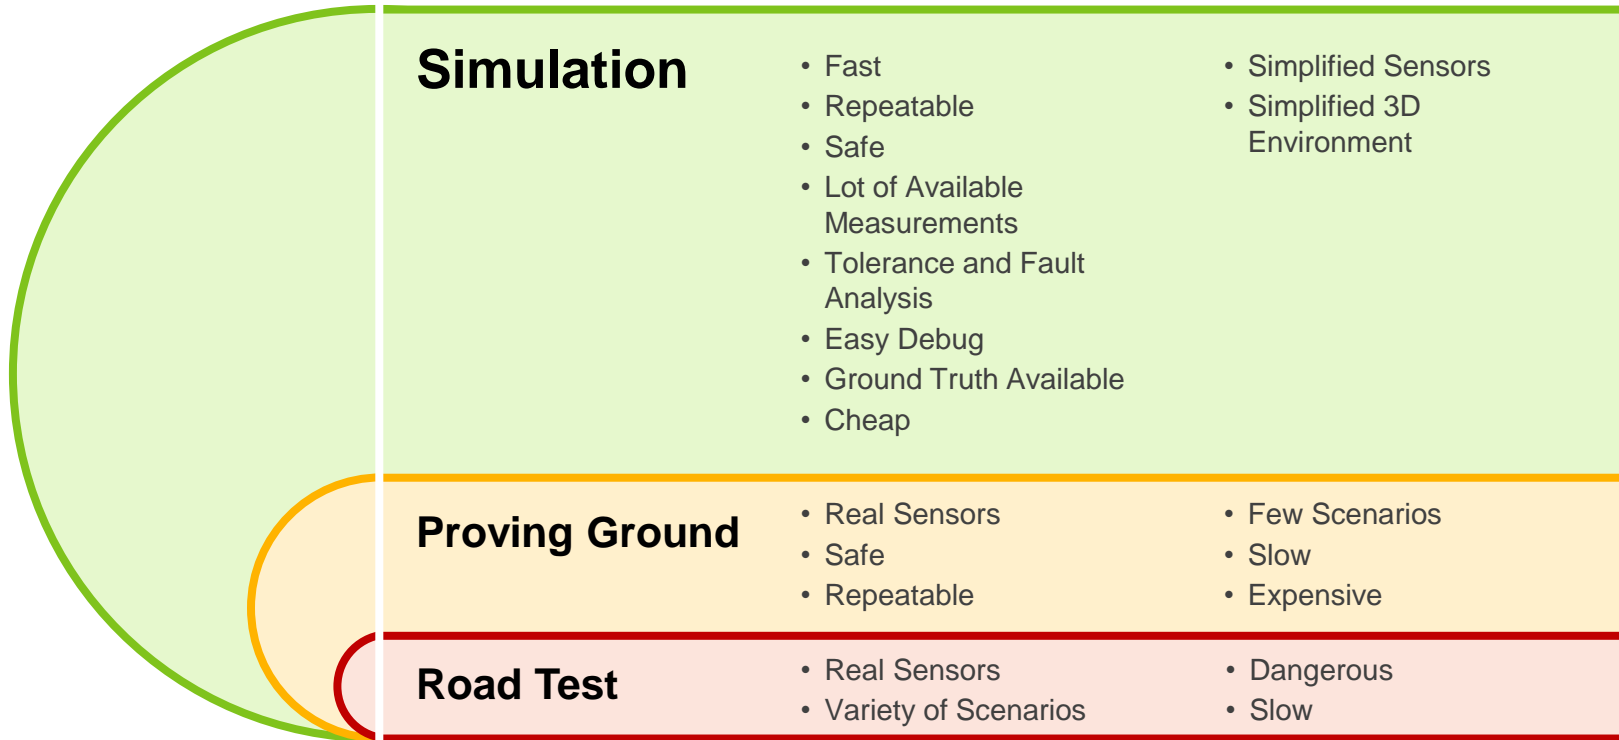 Simulation
• Fast
• Repeatable
• Safe
• Lot of Available
Measurements
• Tolerance and Fault
Analysis
• Easy Debug
• Ground Truth Available
• Cheap
• Simplified Sensors
• Simplified 3D
Environment
Proving Ground
• Real Sensors
• Safe
• Repeatable
• Few Scenarios
• Slow
• Expensive
Road Test
• Real Sensors
• Variety of Scenarios
• Dangerous
• Slow